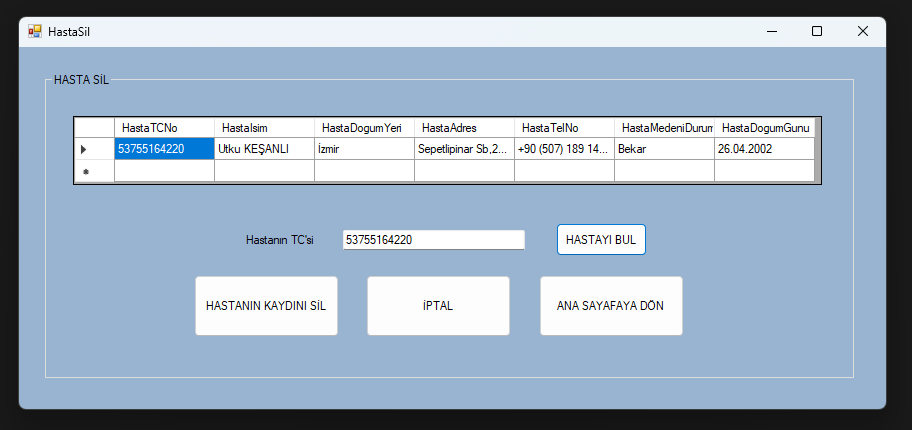 HastaSil
HASTA SİL
HastaTCNo HastaIsim HastaDogumYeri HastaAdres HastaTelNo HastaMedeniDurum HastaDogumGunu
53755164220 Utku KEŞANLI İzmir Sepetlipinar Sb,2... +90 (507) 189 14... Bekar 26.04.2002
Hastanın TC'si 53755164220 HASTAYI BUL
HASTANIN KAYDINI SİL İPTAL ANA SAYAFAYA DÖN